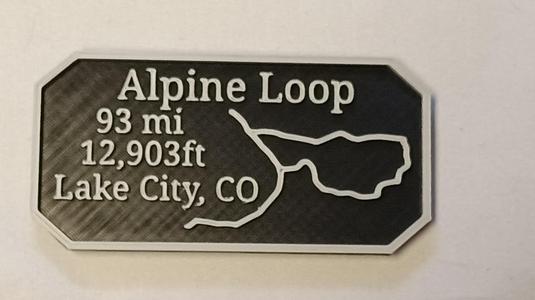 Alpine Loop
93 mi
12,903ft
Lake City, CO